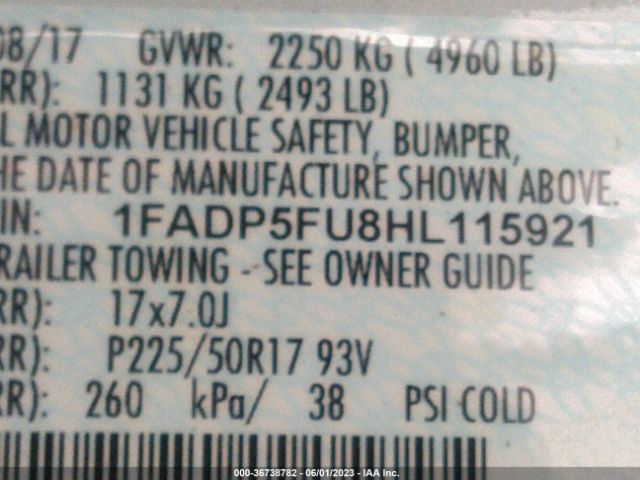 08/17 GVWR: 2250 KG ( 4960 LB)
RR): 1131 KG ( 2493 LB)
L MOTOR VEHICLE SAFETY, BUMPER,
HE DATE OF MANUFACTURE SHOWN ABOVE.
IN: 1FADP5FU8HL115921
RAILER TOWING - SEE OWNER GUIDE
RR): 17x7.0J
RR): P225/50R17 93V
RR): 260 kPa/ 38 PSI COLD
000-36738782 - 06/01/2023 - IAA Inc.